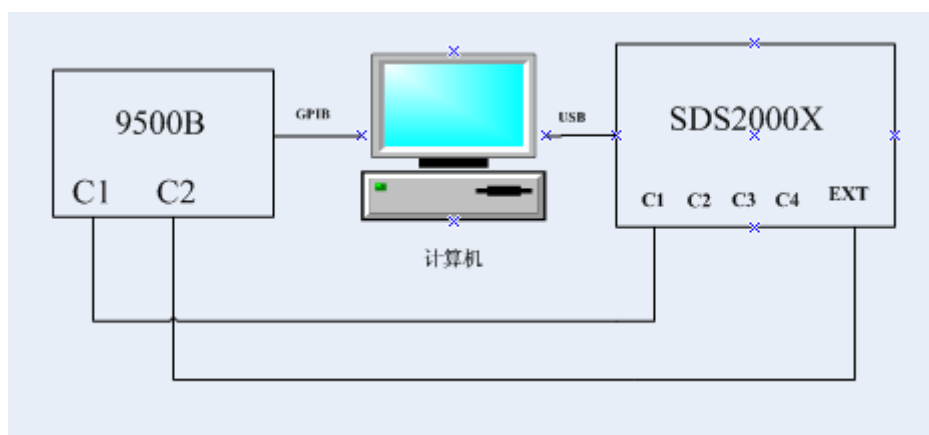 9500B
GPIB
USB
SDS2000X
C1 C2
C1 C2 C3 C4 EXT
计算机